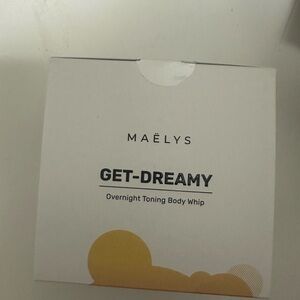 MAËLYS
GET-DREAMY
Overnight Toning Body Whip